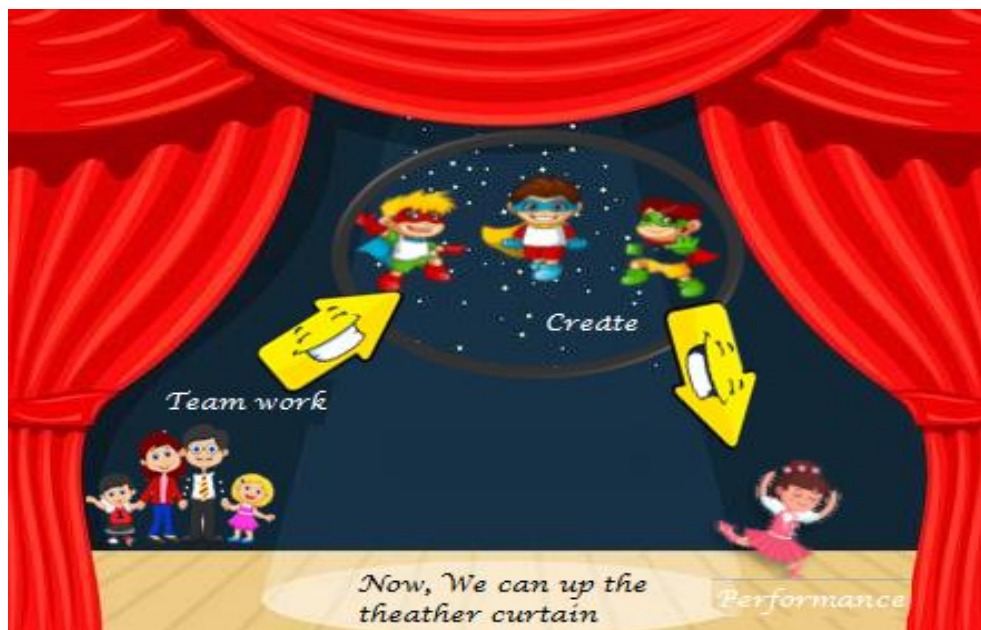 Create
Team work
Now, We can up the
theather curtain
Performance